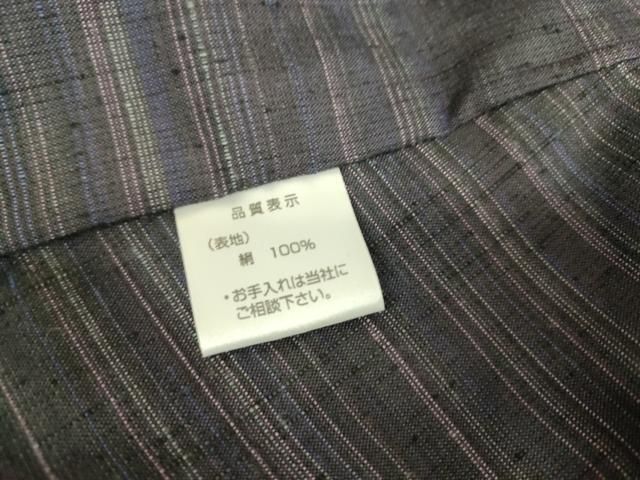 品質表示
(表地)
絹 100%
・お手入れは当社に
ご相談下さい。